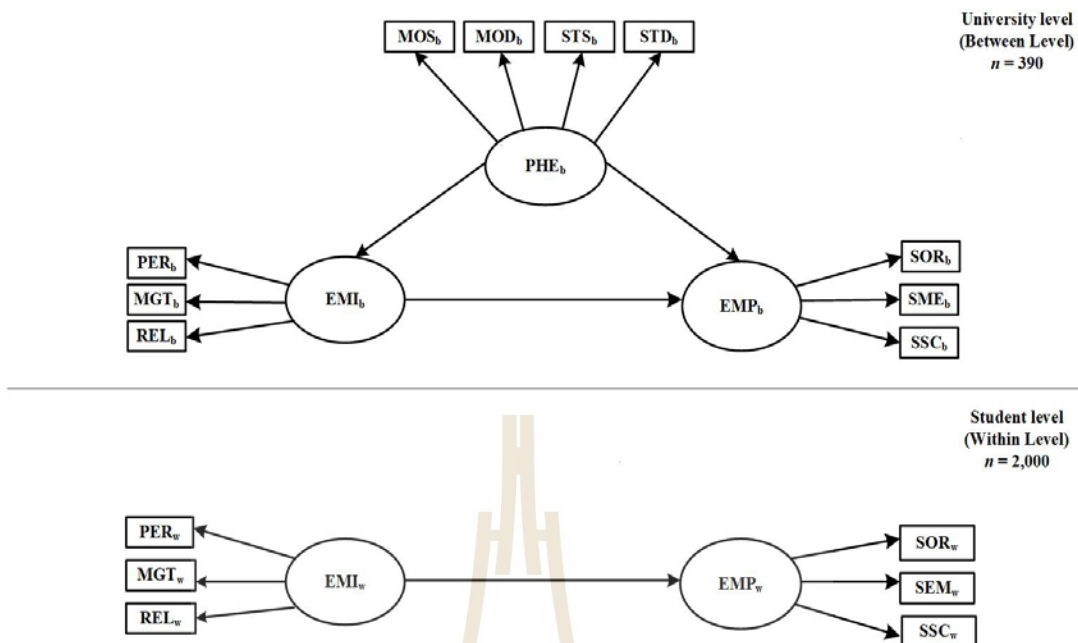 University level
(Between Level)
n = 390
MOSb
MODb
STSb
STDb
PHEb
PERb
MGTb
RELb
EMIb
EMPb
SORb
SMEb
SSCb
Student level
(Within Level)
n = 2,000
PERw
MGTw
RELw
EMIw
EMPw
SORw
SEMw
SSCw